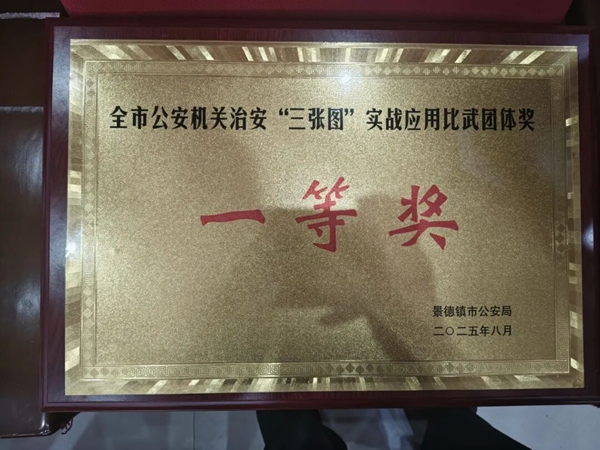 全市公安机关治安“三张图”实战应用比武团体奖
一等奖
景德镇市公安局
二〇二五年八月